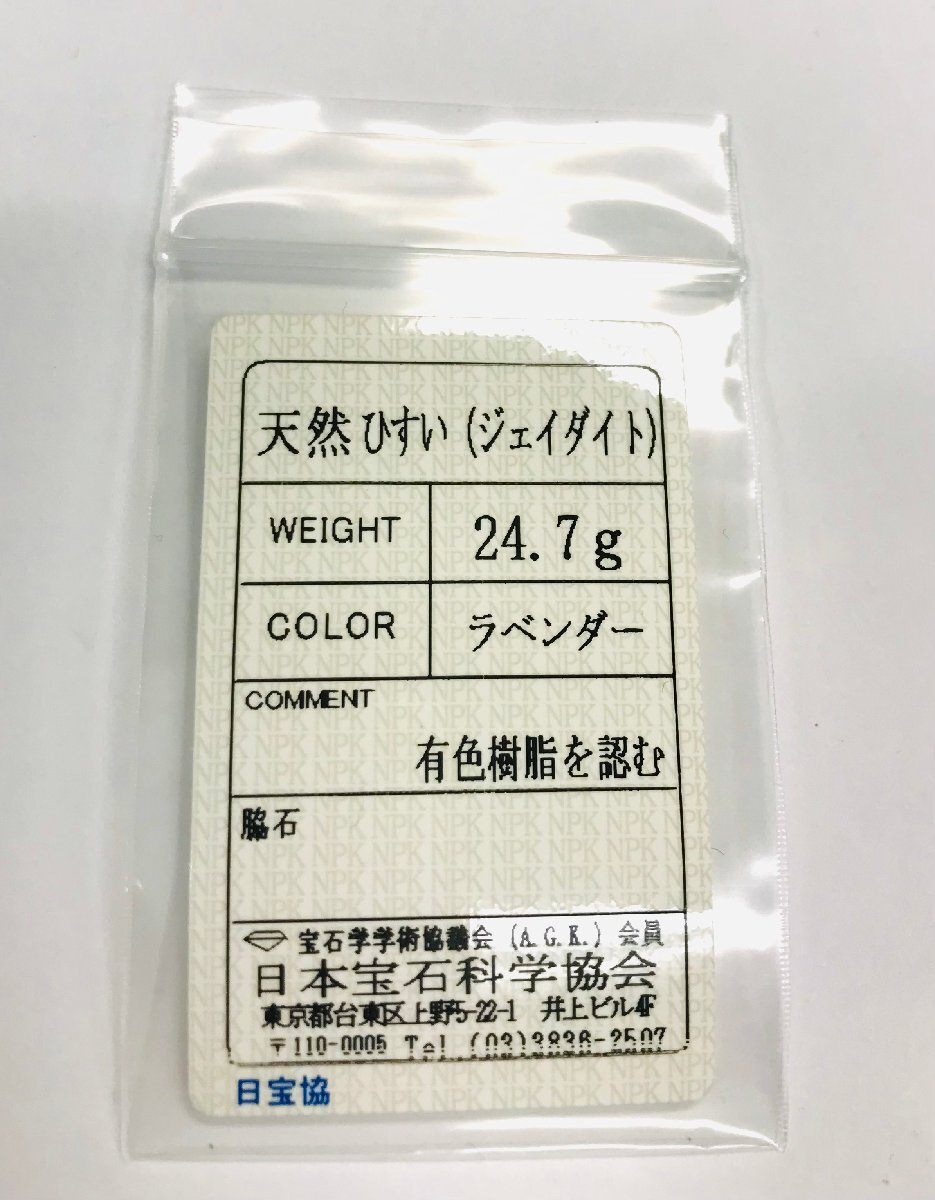 天然ひすい(ジェイダイト)
WEIGHT 24.7g
COLOR ラベンダー
COMMENT
有色樹脂を認む
脇石
宝石学学術協議会 (A.G.K.) 会員
日本宝石科学協会
東京都台東区上野5-22-1 井上ビル4F
〒110-0005 Tel.(03)3836-2507
日宝協